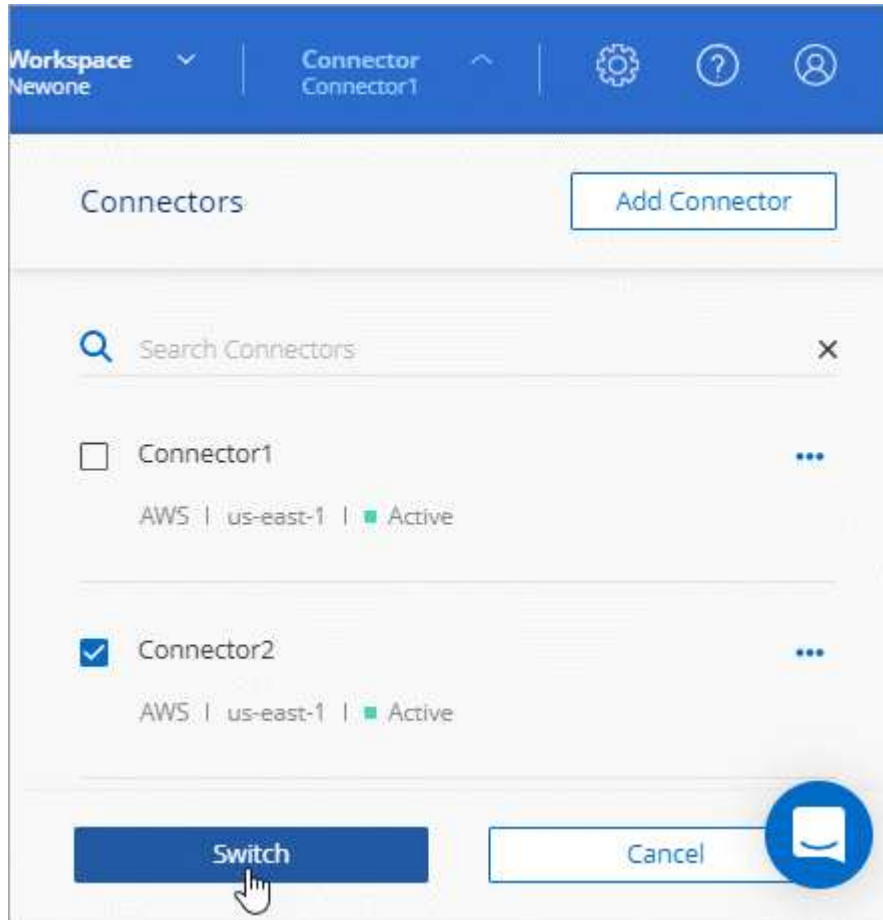 Workspace
Newone
Connector
Connector1
Connectors
Add Connector
Search Connectors
Connector1
AWS | us-east-1 | Active
Connector2
AWS | us-east-1 | Active
Switch
Cancel